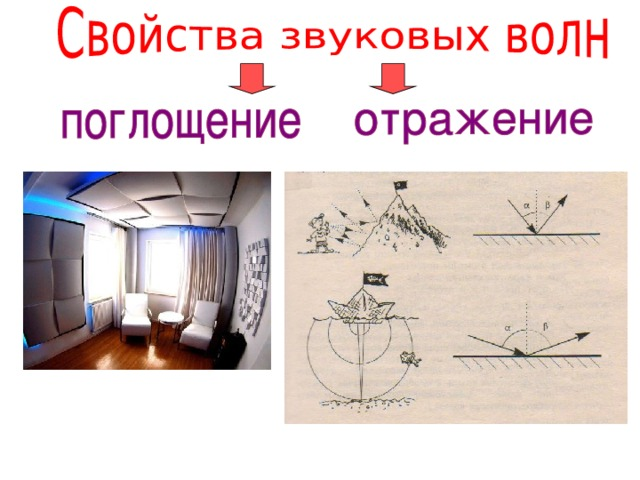 Свойства звуковых волн
поглощение
отражение
α β
α β